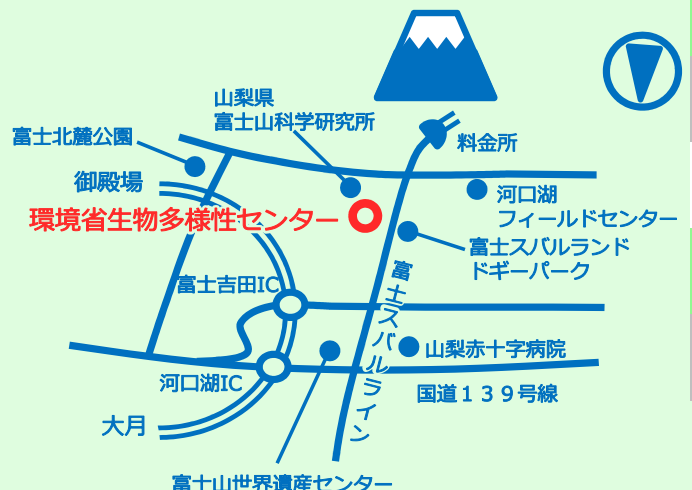 山梨県
富士山科学研究所
富士北麓公園
料金所
御殿場
河口湖
フィールドセンター
環境省生物多様性センター
富士スバルランド
ドギーパーク
富士吉田IC
富士スバルライン
山梨赤十字病院
河口湖IC
国道１３９号線
大月
富士山世界遺産センター